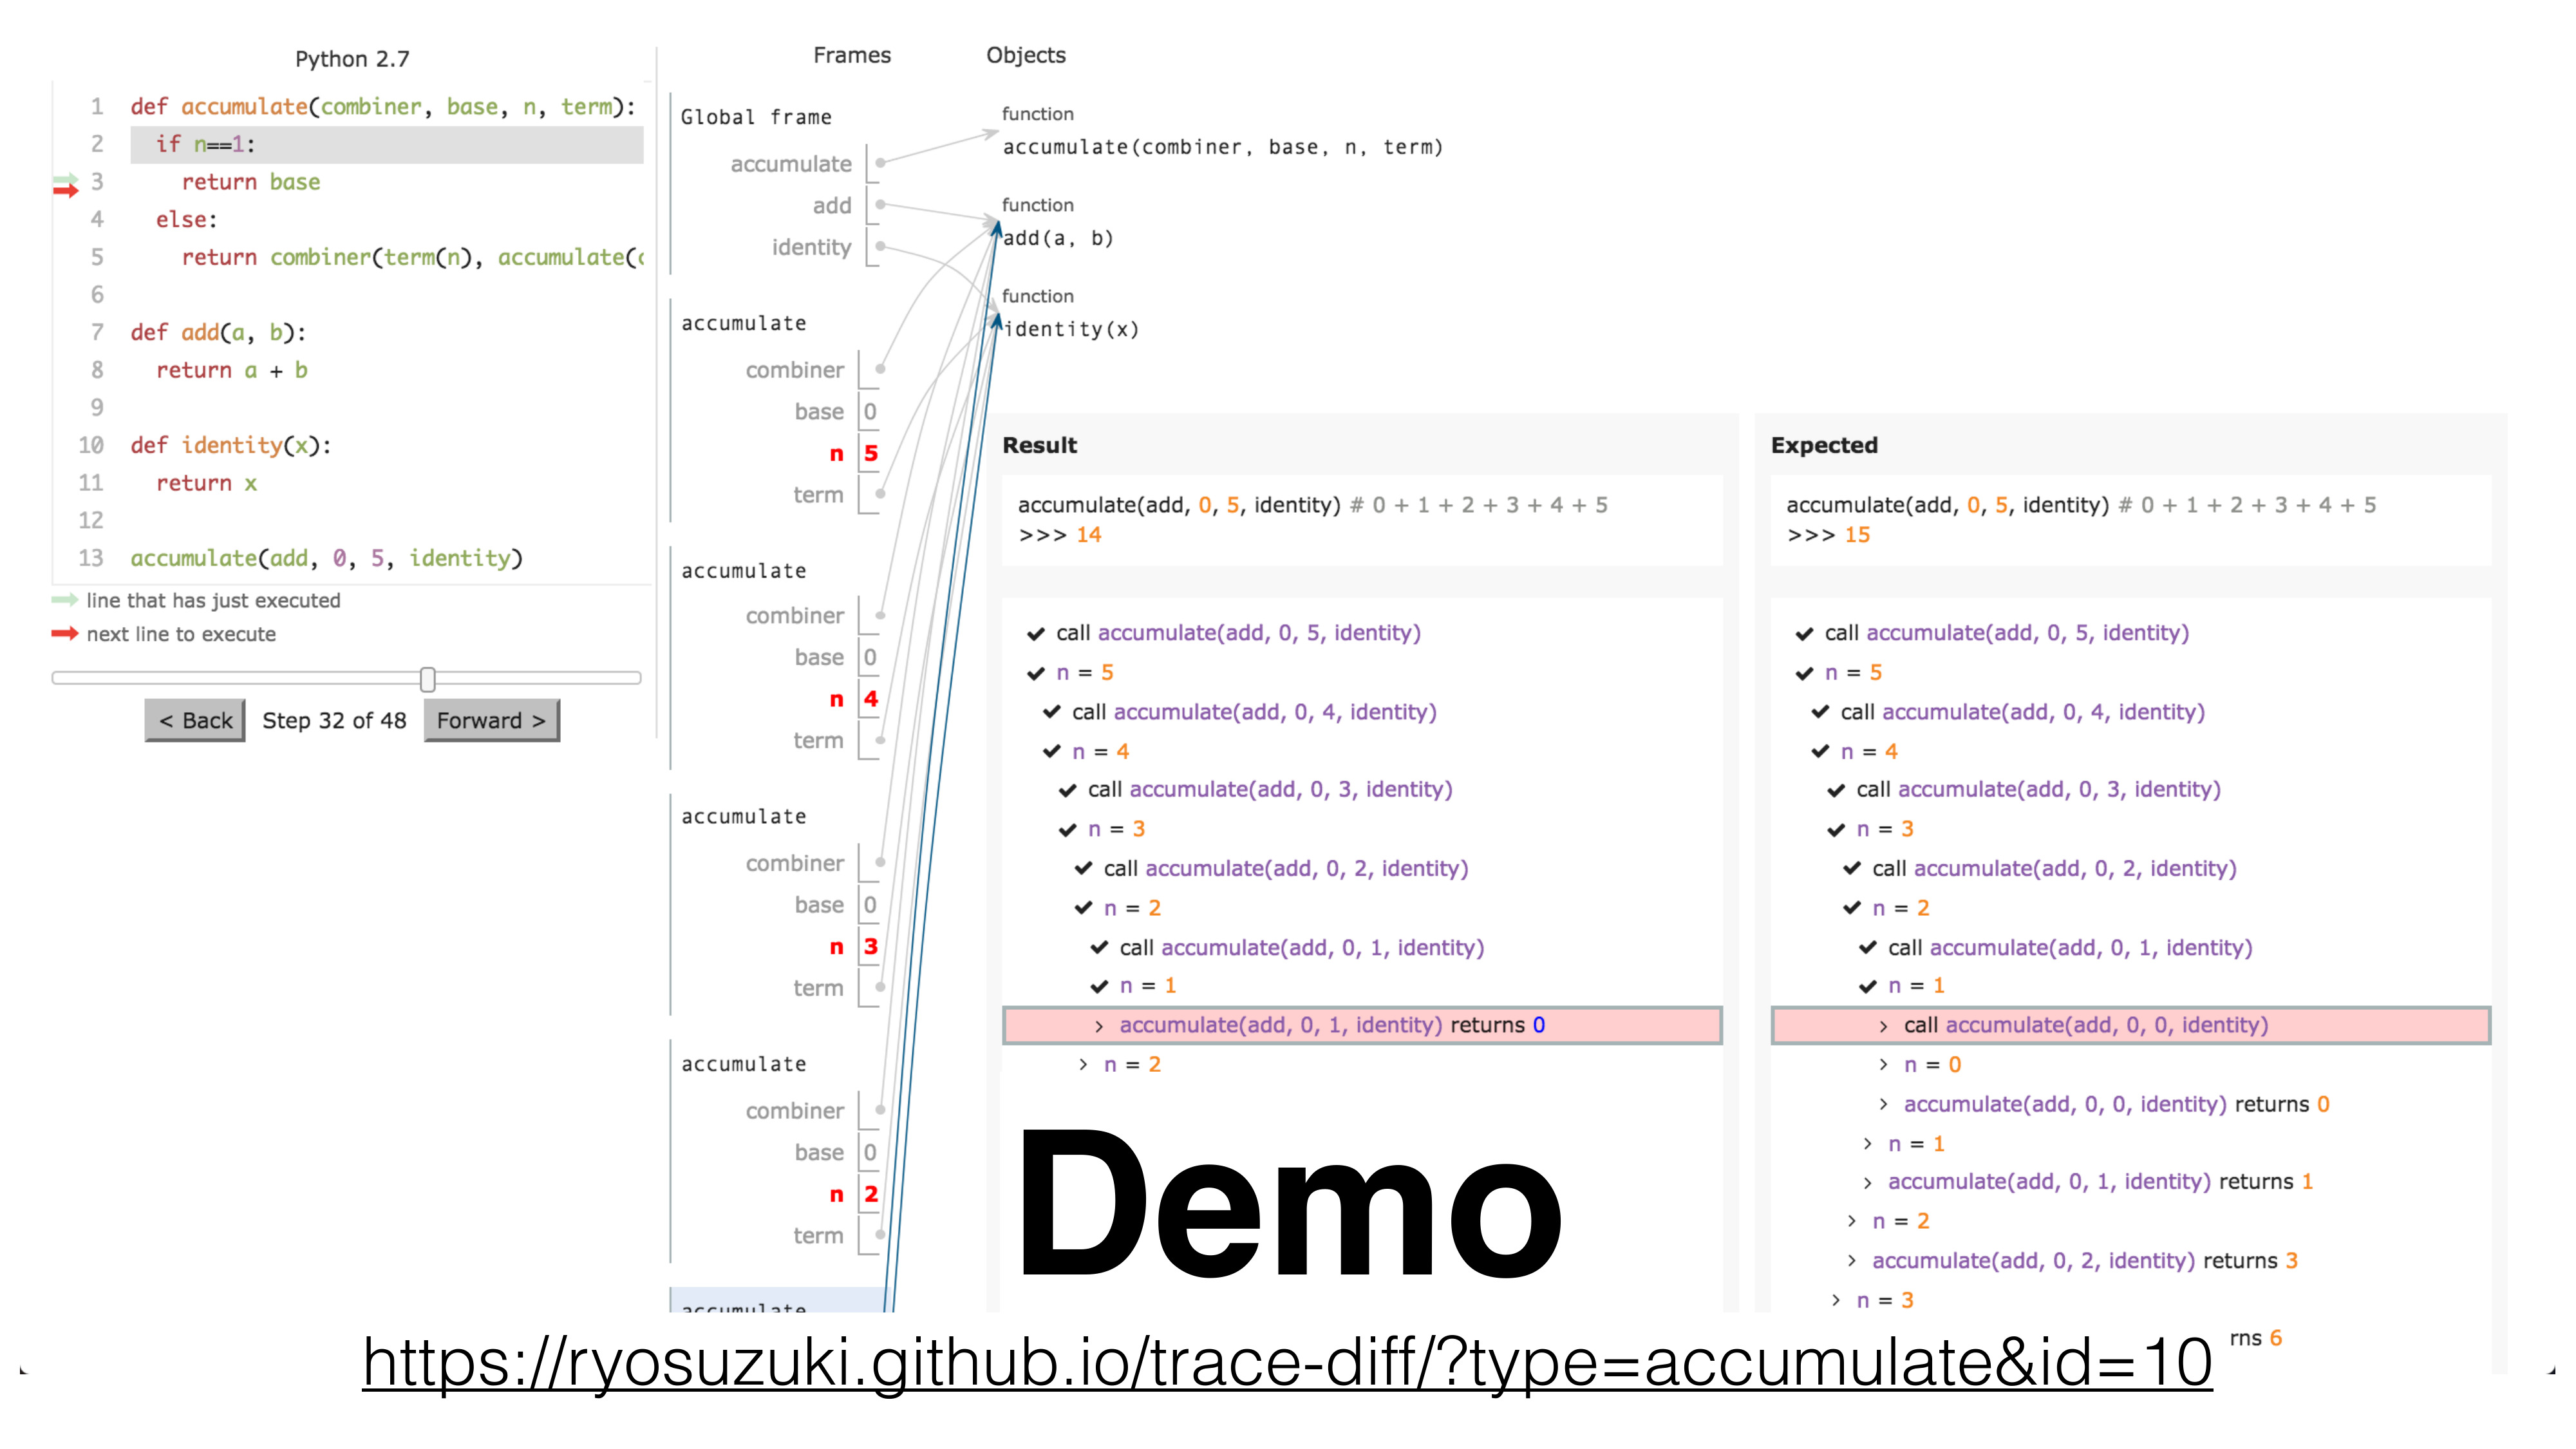 Python 2.7
1 def accumulate(combiner, base, n, term):
2 if n==1:
3 return base
4 else:
5 return combiner(term(n), accumulate(
6
7 def add(a, b):
8 return a + b
9
10 def identity(x):
11 return x
12
13 accumulate(add, 0, 5, identity)
line that has just executed
next line to execute
< Back Step 32 of 48 Forward >
Frames Objects
Global frame
accumulate
add
identity
function
accumulate(combiner, base, n, term)
function
add(a, b)
function
identity(x)
accumulate
combiner
base 0
n 5
term
accumulate
combiner
base 0
n 4
term
accumulate
combiner
base 0
n 3
term
accumulate
combiner
base 0
n 2
term
accumulate
Result
accumulate(add, 0, 5, identity) # 0 + 1 + 2 + 3 + 4 + 5
>>> 14
call accumulate(add, 0, 5, identity)
n = 5
call accumulate(add, 0, 4, identity)
n = 4
call accumulate(add, 0, 3, identity)
n = 3
call accumulate(add, 0, 2, identity)
n = 2
call accumulate(add, 0, 1, identity)
n = 1
> accumulate(add, 0, 1, identity) returns 0
> n = 2
Expected
accumulate(add, 0, 5, identity) # 0 + 1 + 2 + 3 + 4 + 5
>>> 15
call accumulate(add, 0, 5, identity)
n = 5
call accumulate(add, 0, 4, identity)
n = 4
call accumulate(add, 0, 3, identity)
n = 3
call accumulate(add, 0, 2, identity)
n = 2
call accumulate(add, 0, 1, identity)
n = 1
> call accumulate(add, 0, 0, identity)
> n = 0
> accumulate(add, 0, 0, identity) returns 0
> n = 1
> accumulate(add, 0, 1, identity) returns 1
> n = 2
> accumulate(add, 0, 2, identity) returns 3
> n = 3
rns 6
Demo
https://ryosuzuki.github.io/trace-diff/?type=accumulate&id=10